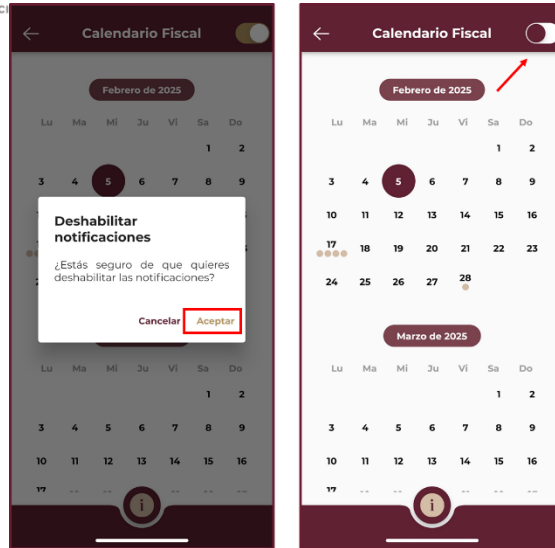 Calendario Fiscal
Febrero de 2025
Lu Ma Mi Ju Vi Sa Do
1 2
3 4 5 6 7 8 9
Deshabilitar
notificaciones
¿Estás seguro de que quieres
deshabilitar las notificaciones?
Cancelar Aceptar
Lu Ma Mi Ju Vi Sa Do
1 2
3 4 5 6 7 8 9
10 11 12 13 14 15 16
17
i
Calendario Fiscal
Febrero de 2025
Lu Ma Mi Ju Vi Sa Do
1 2
3 4 5 6 7 8 9
10 11 12 13 14 15 16
17 18 19 20 21 22 23
24 25 26 27 28
Marzo de 2025
Lu Ma Mi Ju Vi Sa Do
1 2
3 4 5 6 7 8 9
10 11 12 13 14 15 16
17
i